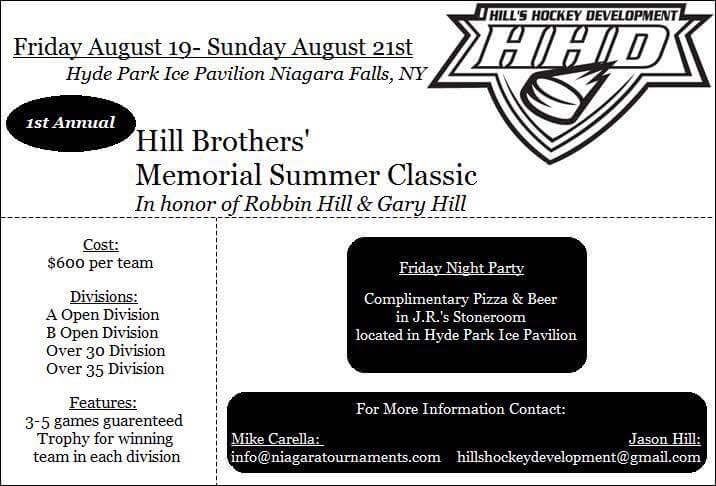 HILL'S HOCKEY DEVELOPMENT
HHD
Friday August 19- Sunday August 21st
Hyde Park Ice Pavilion Niagara Falls, NY
1st Annual
Hill Brothers'
Memorial Summer Classic
In honor of Robbin Hill & Gary Hill
Cost:
$600 per team
Divisions:
A Open Division
B Open Division
Over 30 Division
Over 35 Division
Features:
3-5 games guarenteed
Trophy for winning
team in each division
Friday Night Party
Complimentary Pizza & Beer
in J.R.'s Stoneroom
located in Hyde Park Ice Pavilion
For More Information Contact:
Mike Carella:
info@niagaratournaments.com
Jason Hill:
hillshockeydevelopment@gmail.com